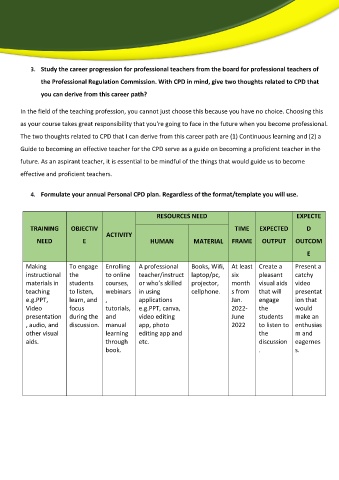 3. Study the career progression for professional teachers from the board for professional teachers of
the Professional Regulation Commission. With CPD in mind, give two thoughts related to CPD that
you can derive from this career path?
In the field of the teaching profession, you cannot just choose this because you have no choice. Choosing this
as your course takes great responsibility that you're going to face in the future when you become professional.
The two thoughts related to CPD that I can derive from this career path are (1) Continuous learning and (2) a
Guide to becoming an effective teacher for the CPD serve as a guide on becoming a proficient teacher in the
future. As an aspirant teacher, it is essential to be mindful of the things that would guide us to become
effective and proficient teachers.
4. Formulate your annual Personal CPD plan. Regardless of the format/template you will use.
TRAINING
NEED
OBJECTIV
E
ACTIVITY
RESOURCES NEED
HUMAN
MATERIAL
TIME
FRAME
EXPECTED
OUTPUT
EXPECTE
D
OUTCOM
E
Making
instructional
materials in
teaching
e.g.PPT,
Video
presentation
, audio, and
other visual
aids.
To engage
the
students
to listen,
learn, and
focus
during the
discussion.
Enrolling
to online
courses,
webinars
,
tutorials,
and
manual
learning
through
book.
A professional
teacher/instruct
or who's skilled
in using
applications
e.g.PPT, canva,
video editing
app, photo
editing app and
etc.
Books, Wifi,
laptop/pc,
projector,
cellphone.
At least
six
month
s from
Jan.
2022-
June
2022
Create a
pleasant
visual aids
that will
engage
the
students
to listen to
the
discussion
.
Present a
catchy
video
presentat
ion that
would
make an
enthusias
m and
eagernes
s.